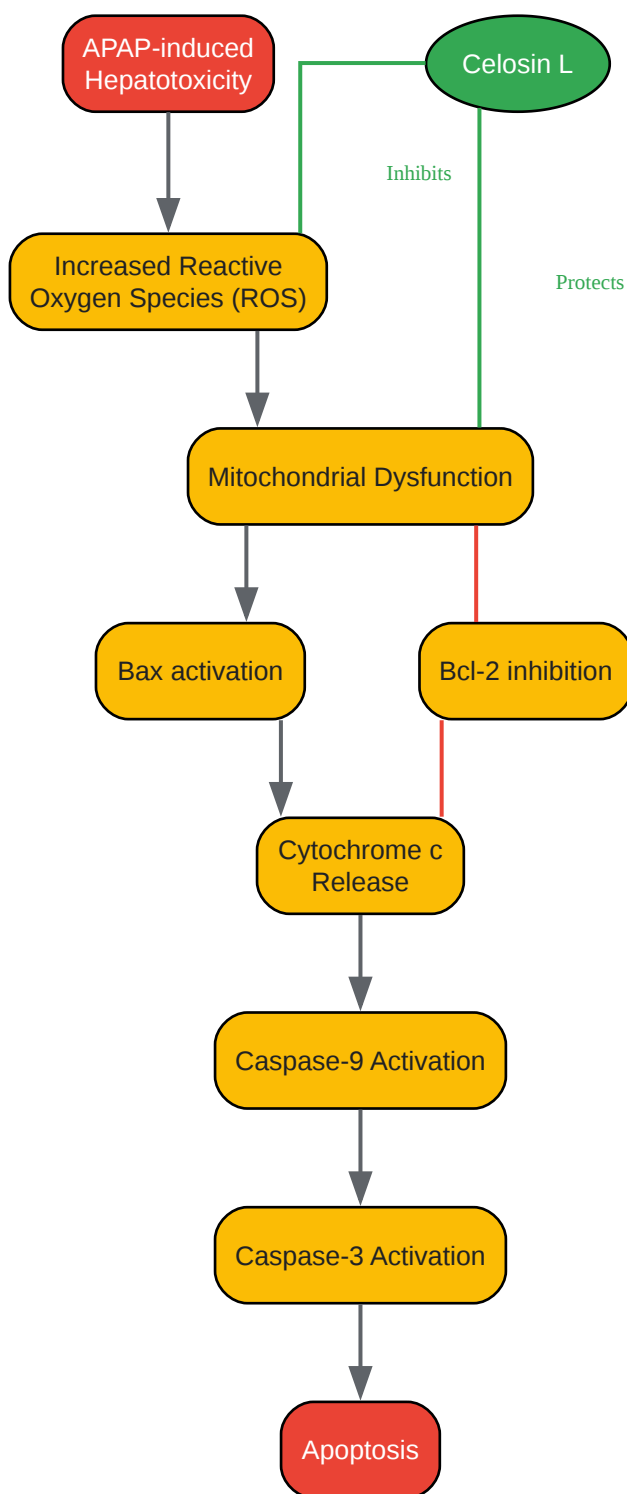 APAP-induced
Hepatotoxicity
Celosin L
Inhibits
Increased Reactive
Oxygen Species (ROS)
Protects
Mitochondrial Dysfunction
Bax activation
Bcl-2 inhibition
Cytochrome c
Release
Caspase-9 Activation
Caspase-3 Activation
Apoptosis